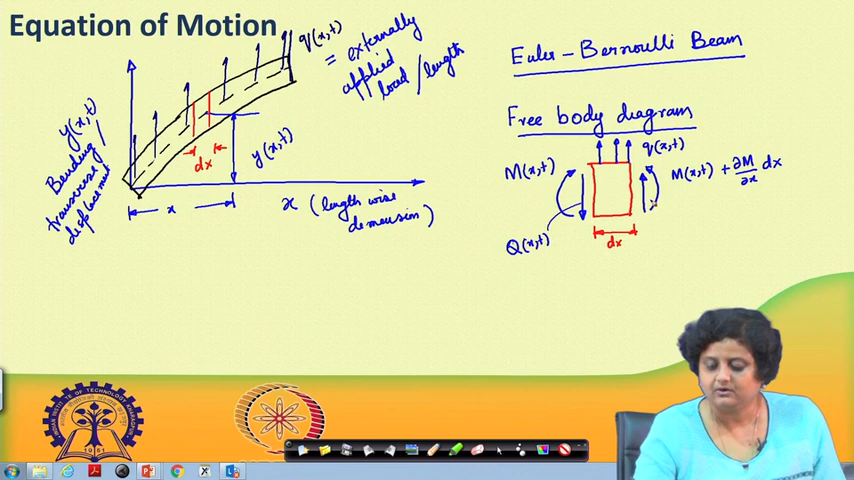 Equation of Motion
q(x,t)
= externally
applied
load/length
y(x,t)
Bending/
transverse
displacement
dx
y(x,t)
x
x (length wise
dimension)
Euler-Bernoulli Beam
Free body diagram
q(x,t)
M(x,t)
M(x,t) + ∂M/∂x dx
Q(x,t)
dx